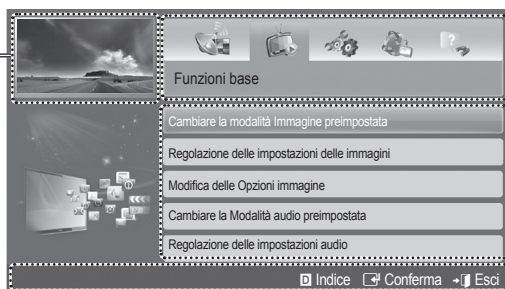 Funzioni base
Cambiare la modalità Immagine preimpostata
Regolazione delle impostazioni delle immagini
Modifica delle Opzioni immagine
Cambiare la Modalità audio preimpostata
Regolazione delle impostazioni audio
D Indice Conferma Esci